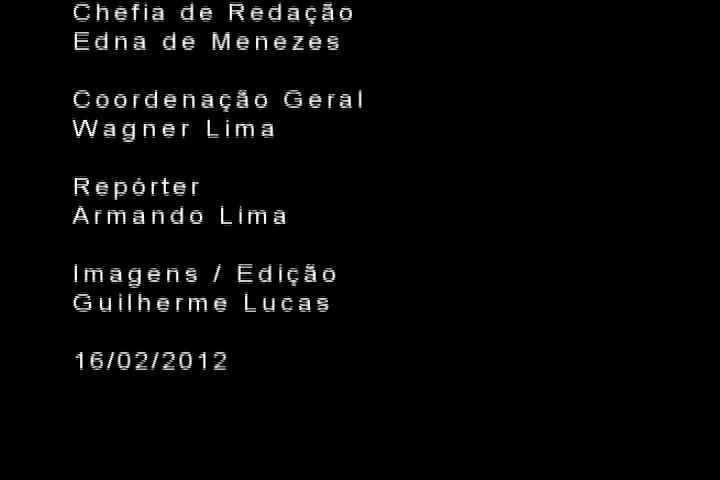 Chefia de Redação
Edna de Menezes
Coordenação Geral
Wagner Lima
Repórter
Armando Lima
Imagens / Edição
Guilherme Lucas
16/02/2012